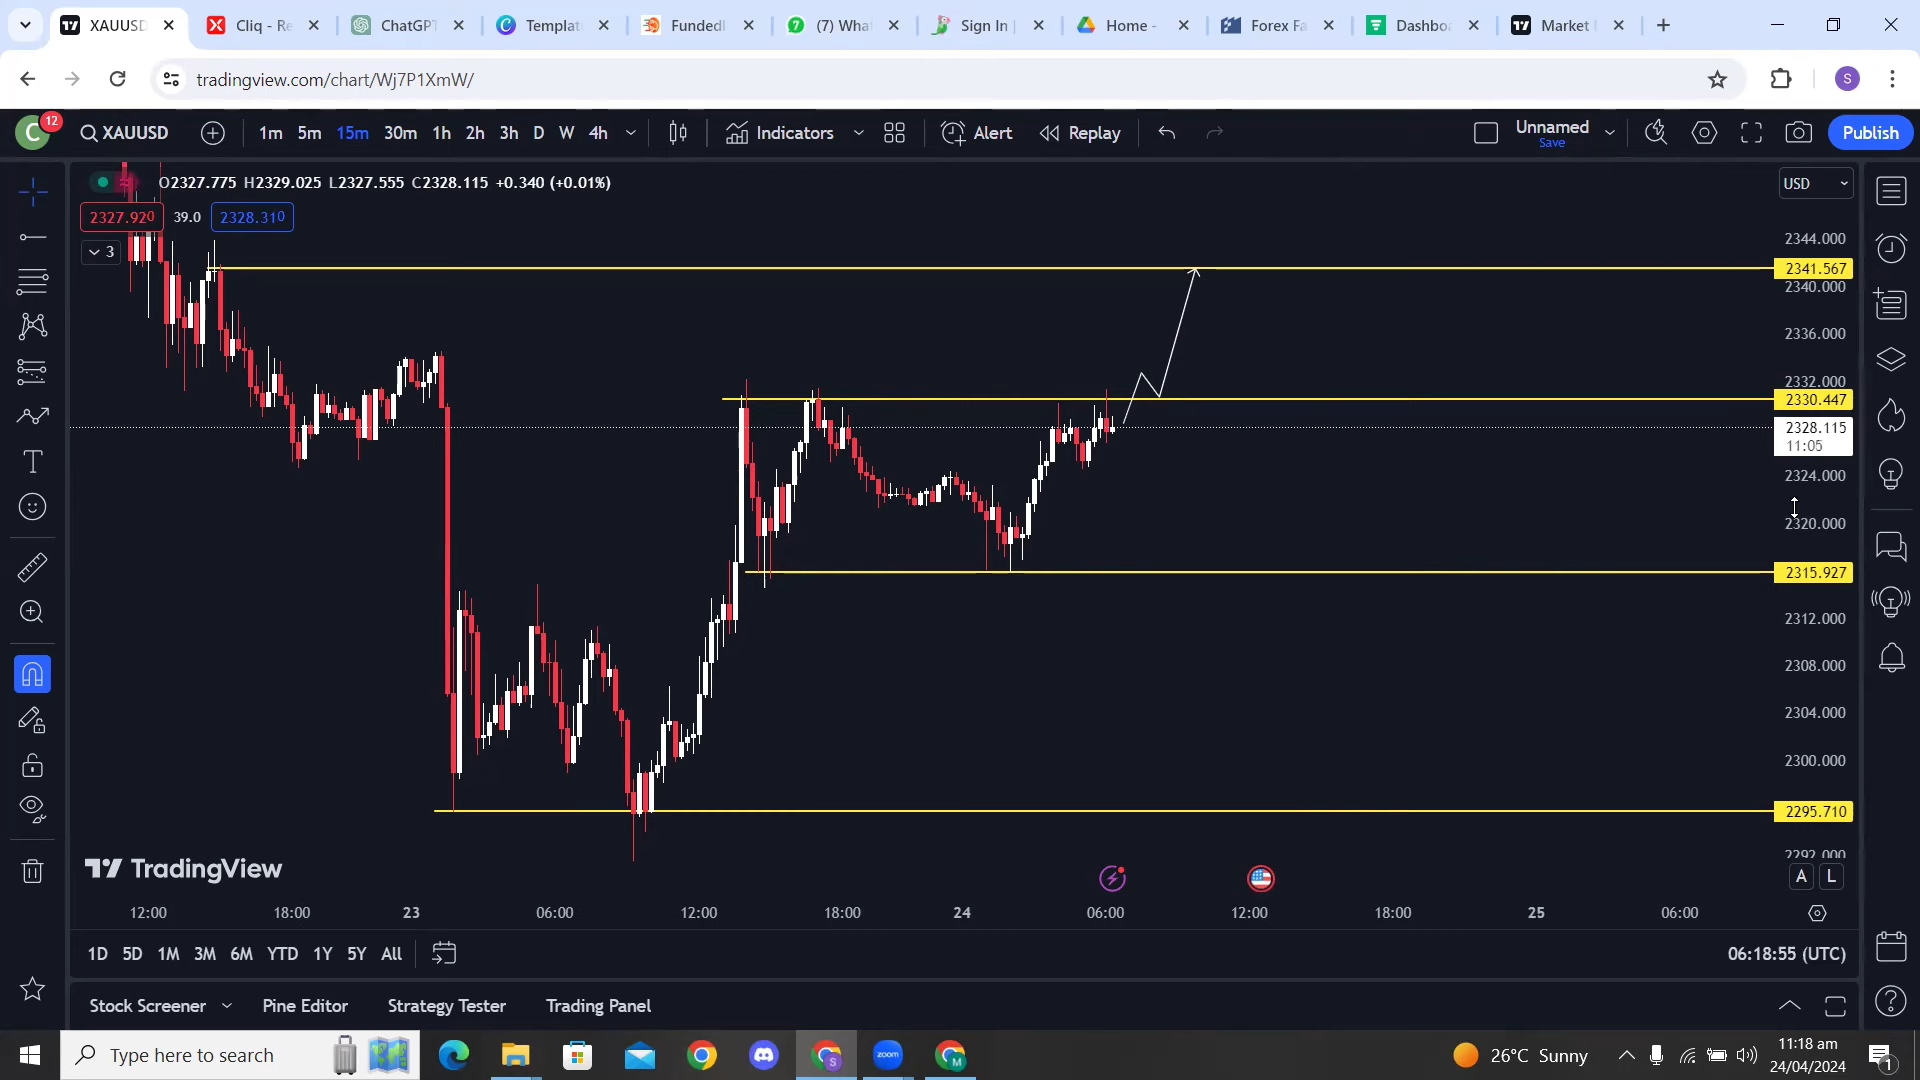 XAUUSD
Cliq - Re
ChatGPT
Templat
FundedI
(7) Wha
Sign In |
Home -
Forex Fa
Dashbo
Market
tradingview.com/chart/Wj7P1XmW/
S
C
12
XAUUSD
1m 5m 15m 30m 1h 2h 3h D W 4h
Indicators
Alert
Replay
Unnamed
Save
Publish
O2327.775 H2329.025 L2327.555 C2328.115 +0.340 (+0.01%)
USD
2327.920 39.0 2328.310
3
2344.000
2341.567
2340.000
2336.000
2332.000
2330.447
2328.115
11:05
2324.000
2320.000
2315.927
2312.000
2308.000
2304.000
2300.000
2295.710
2292.000
TradingView
A L
12:00 18:00 23 06:00 12:00 18:00 24 06:00 12:00 18:00 25 06:00
1D 5D 1M 3M 6M YTD 1Y 5Y All
06:18:55 (UTC)
Stock Screener Pine Editor Strategy Tester Trading Panel
Type here to search
zoom
S
M
26°C Sunny
11:18 am
24/04/2024
1